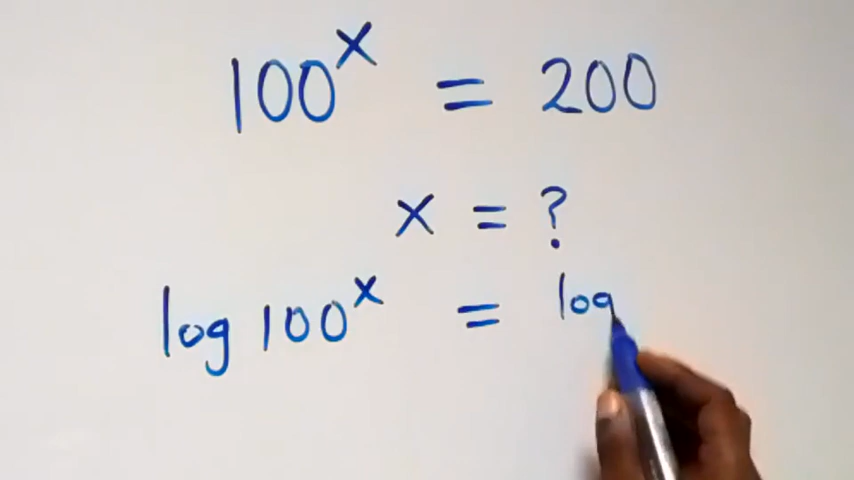 100^x = 200
x = ?
log 100^x = log